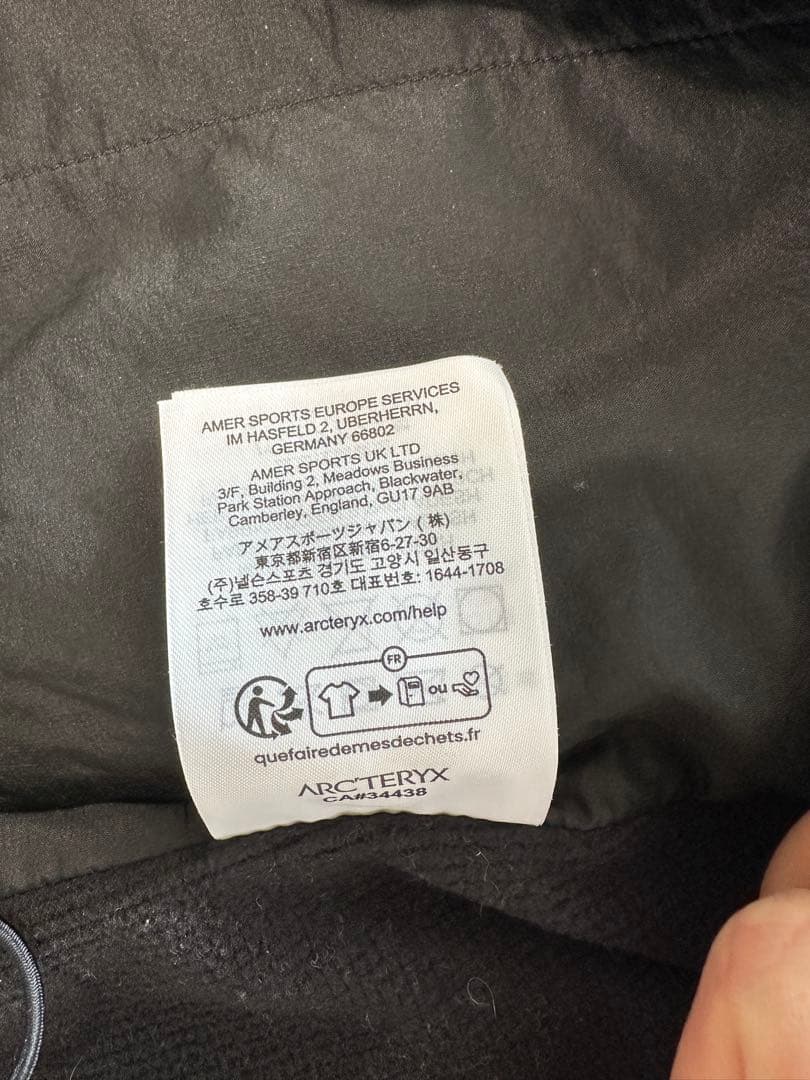 AMER SPORTS EUROPE SERVICES
IM HASFELD 2, UBERHERRN,
GERMANY 66802
AMER SPORTS UK LTD
3/F, Building 2, Meadows Business
Park Station Approach, Blackwater,
Camberley, England, GU17 9AB
アメアスポーツジャパン (株)
東京都新宿区新宿6-27-30
(주)넬슨스포츠 경기도 고양시 일산동구
호수로 358-39 710호 대표번호: 1644-1708
www.arcteryx.com/help
FR
ou
quefairedemesdechets.fr
ARC'TERYX
CA#34438